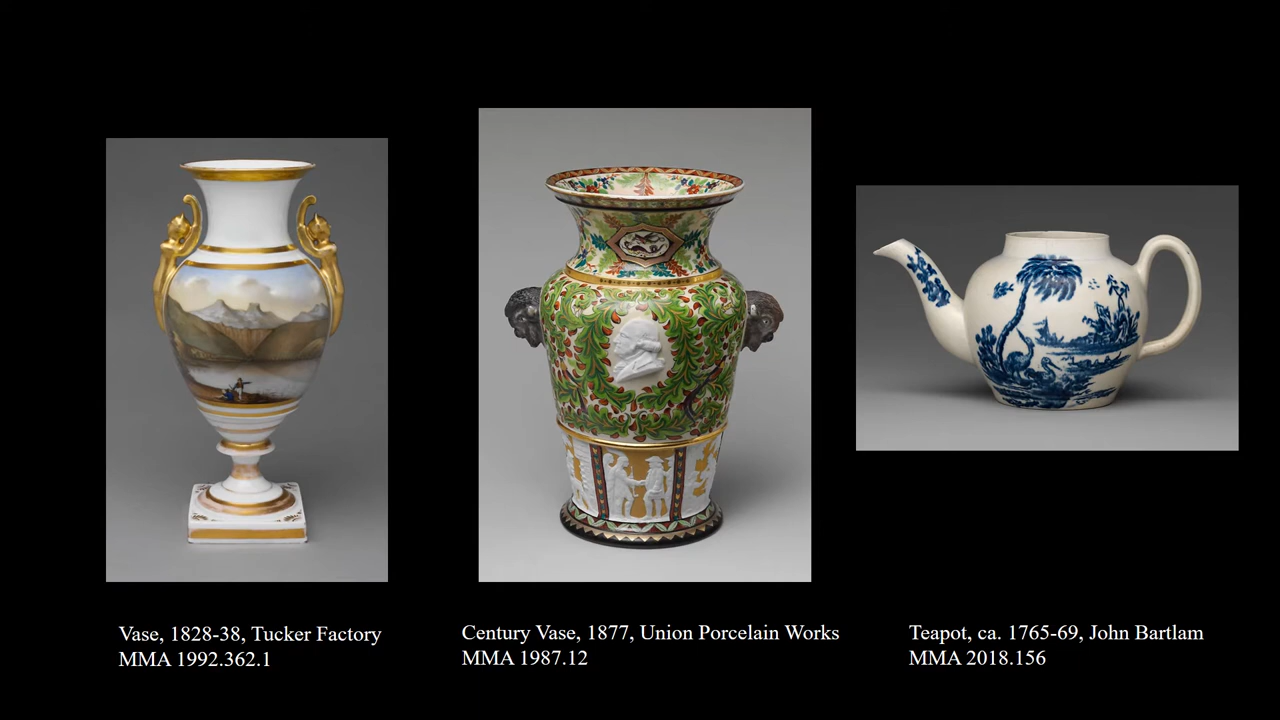 Vase, 1828-38, Tucker Factory
MMA 1992.362.1
Century Vase, 1877, Union Porcelain Works
MMA 1987.12
Teapot, ca. 1765-69, John Bartlam
MMA 2018.156